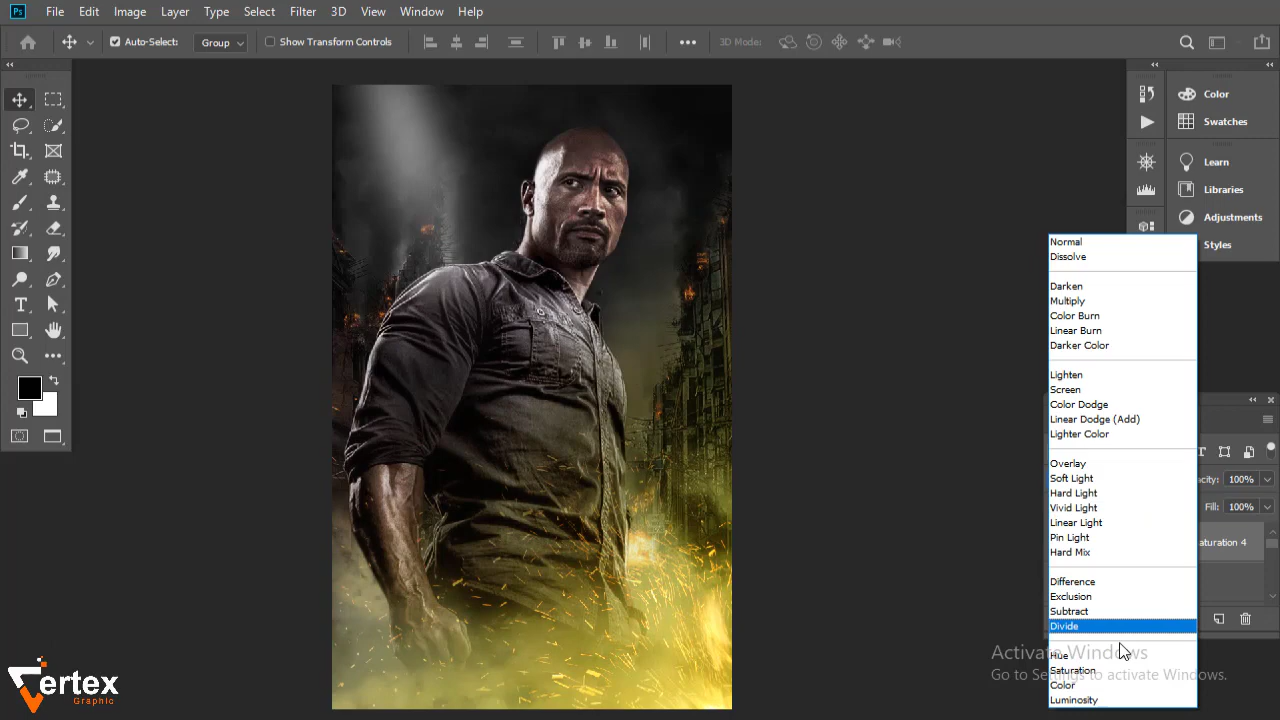 Ps File Edit Image Layer Type Select Filter 3D View Window Help
Auto-Select: Group Show Transform Controls 3D Mode:
Color
Swatches
Learn
Libraries
Adjustments
Styles
Normal
Dissolve
Darken
Multiply
Color Burn
Linear Burn
Darker Color
Lighten
Screen
Color Dodge
Linear Dodge (Add)
Lighter Color
Overlay
Soft Light
Hard Light
Vivid Light
Linear Light
Pin Light
Hard Mix
Difference
Exclusion
Subtract
Divide
Hue
Saturation
Color
Luminosity
acity: 100%
Fill: 100%
aturation 4
Activate Windows
Go to Settings to activate Windows.
Vertex
Graphic